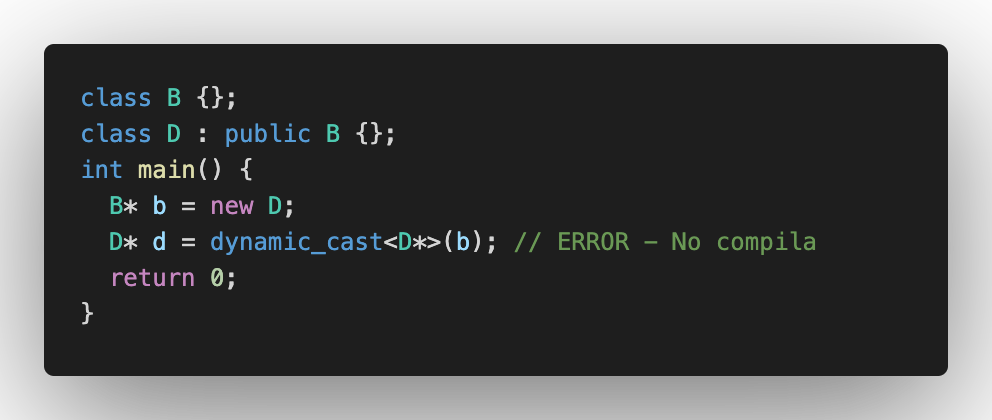 class B {};
class D : public B {};
int main() {
  B* b = new D;
  D* d = dynamic_cast<D*>(b); // ERROR - No compila
  return 0;
}